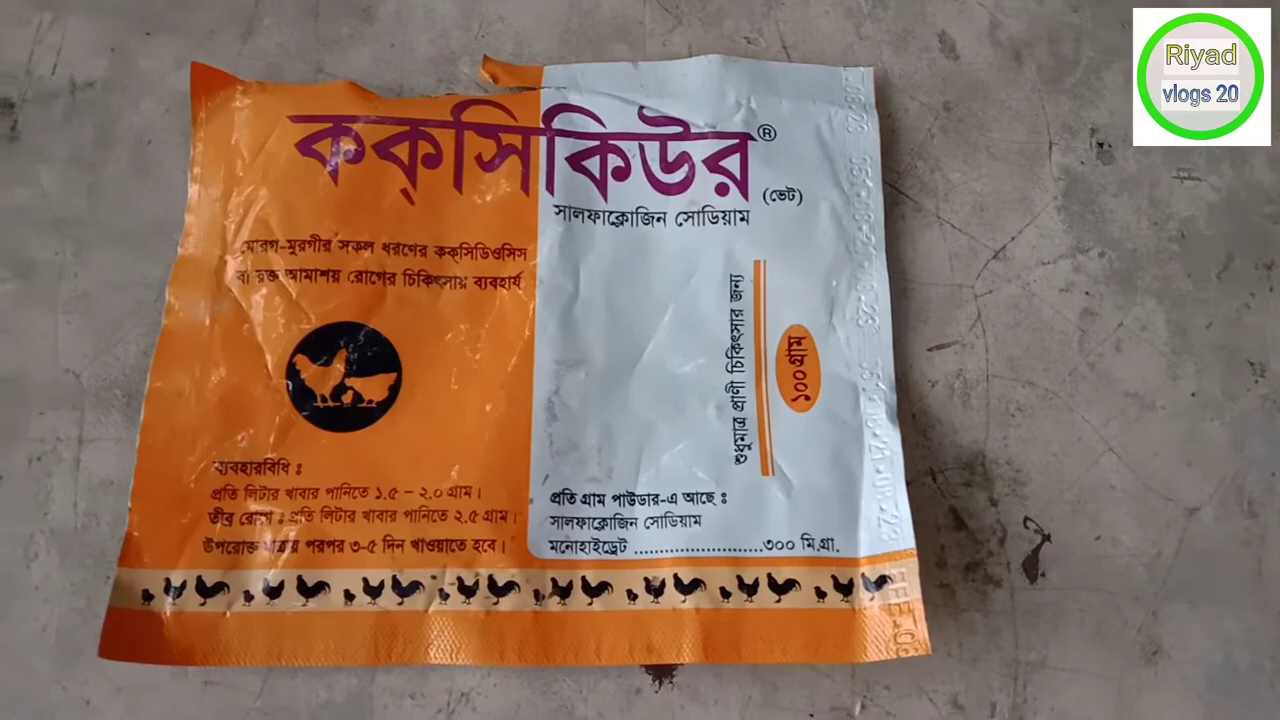 Riyad
vlogs 20
কক্সিকিউর®
(ভেট)
সালফাক্লোজিন সোডিয়াম
মোরগ-মুরগীর সকল ধরণের কক্সিডিওসিস
বা রক্ত আমাশয় রোগের চিকিৎসায় ব্যবহার্য
শুধুমাত্র প্রাণী চিকিৎসার জন্য
১০০গ্রাম
ব্যবহারবিধি ঃ
প্রতি লিটার খাবার পানিতে ১.৫ – ২.০ গ্রাম।
তীব্র রোগে ঃ প্রতি লিটার খাবার পানিতে ২.৫ গ্রাম।
উপরোক্ত মাত্রায় পরপর ৩-৫ দিন খাওয়াতে হবে।
প্রতি গ্রাম পাউডার-এ আছে ঃ
সালফাক্লোজিন সোডিয়াম
মনোহাইড্রেট ........................৩০০ মি.গ্রা.